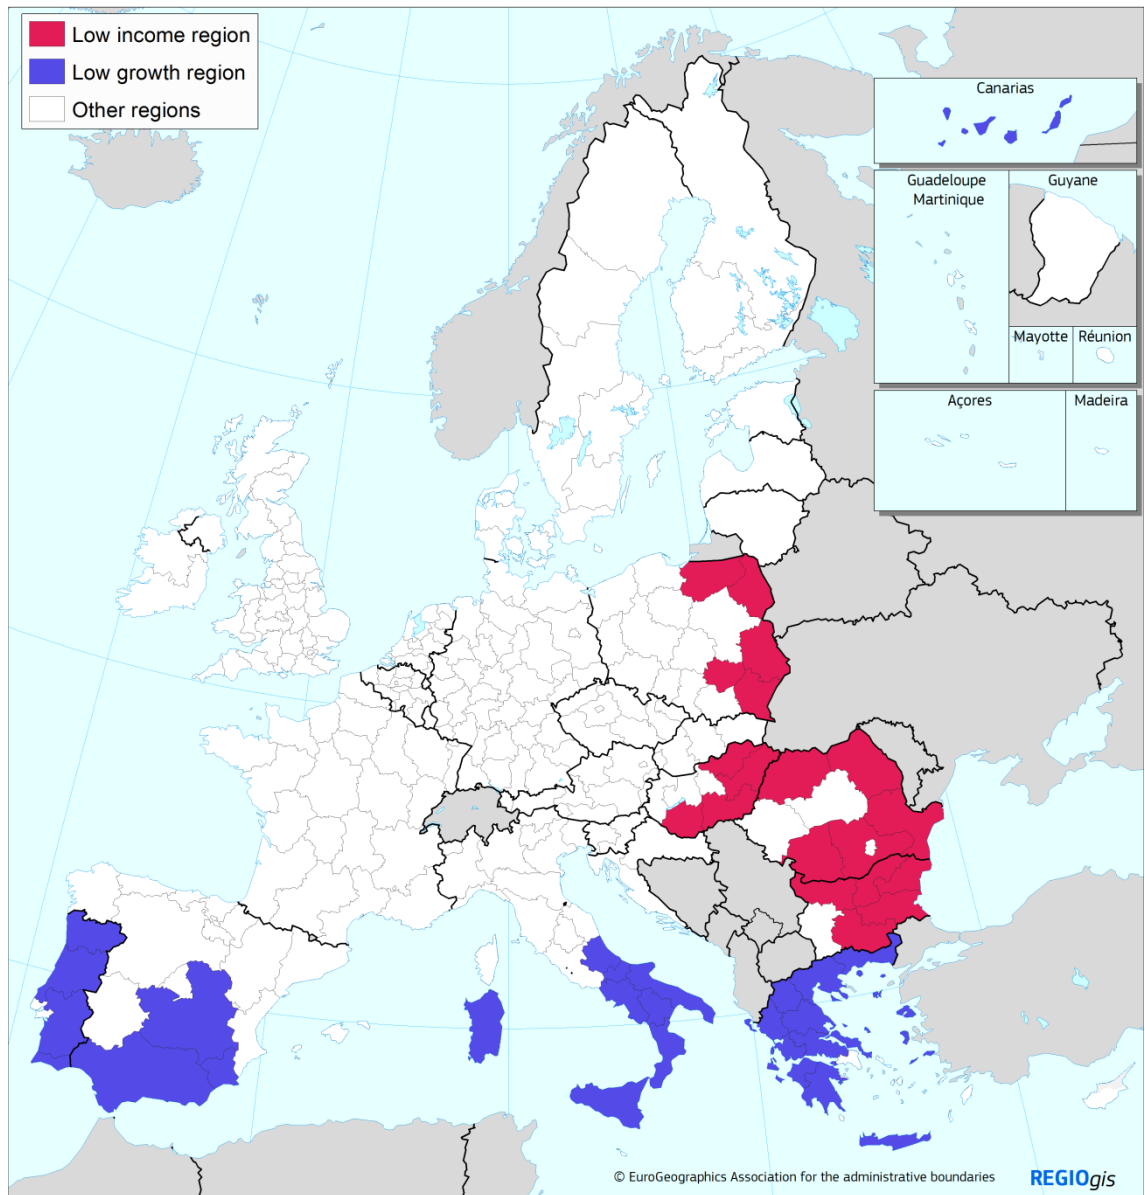 Low income region
Low growth region
Other regions
Canarias
Guadeloupe
Martinique
Guyane
Mayotte
Réunion
Açores
Madeira
© EuroGeographics Association for the administrative boundaries
REGIOgis